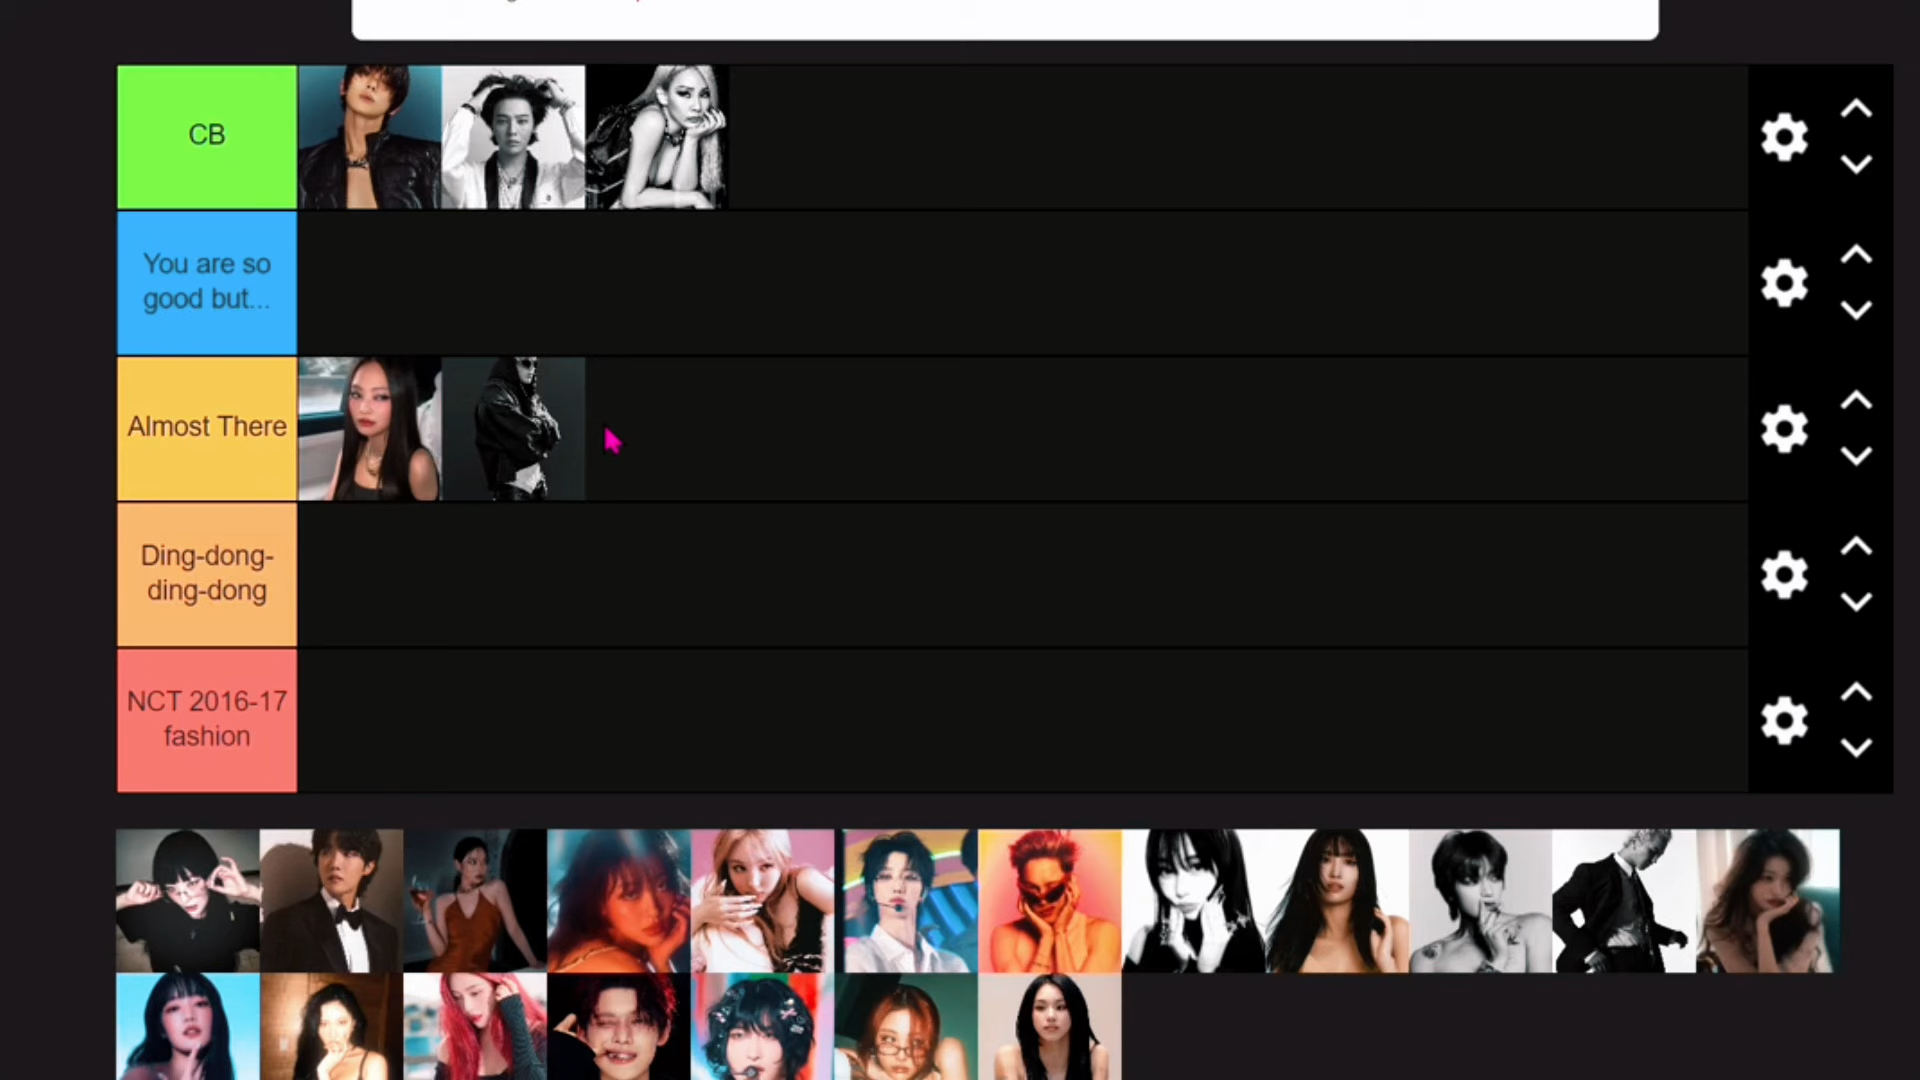 CB
You are so
good but...
Almost There
Ding-dong-
ding-dong
NCT 2016-17
fashion